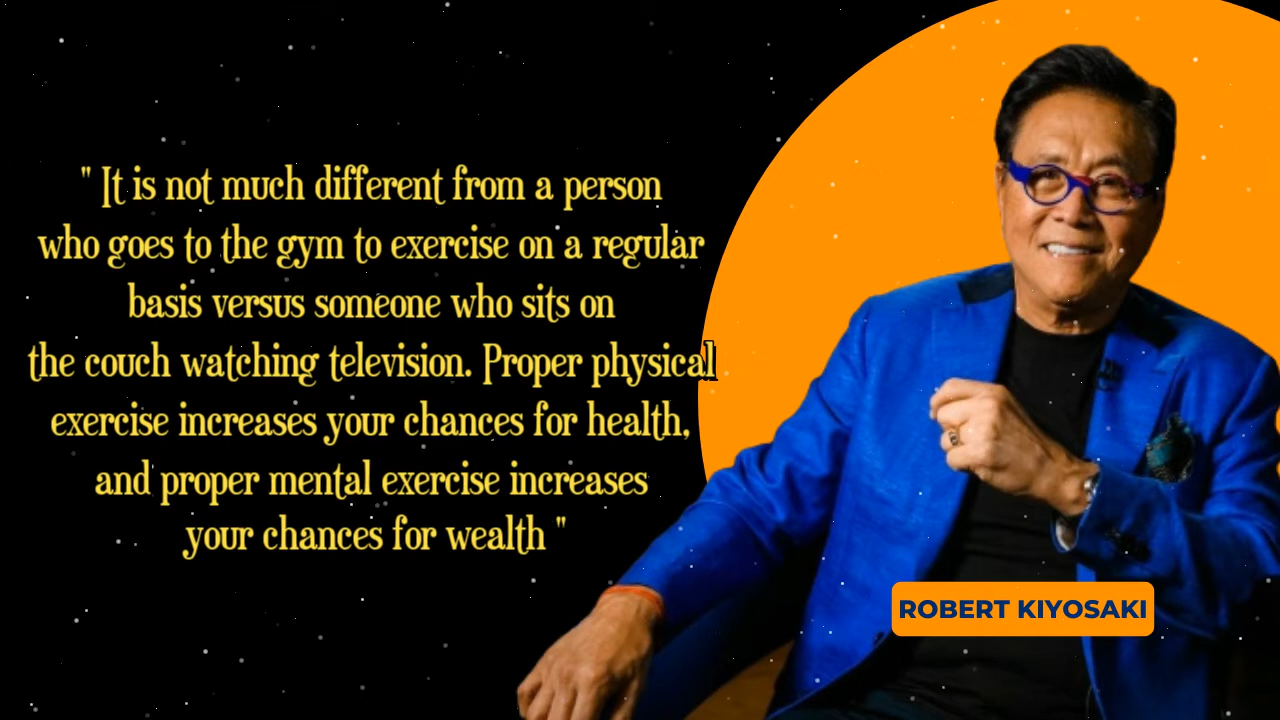 " It is not much different from a person
who goes to the gym to exercise on a regular
basis versus someone who sits on
the couch watching television. Proper physical
exercise increases your chances for health,
and proper mental exercise increases
your chances for wealth "
ROBERT KIYOSAKI